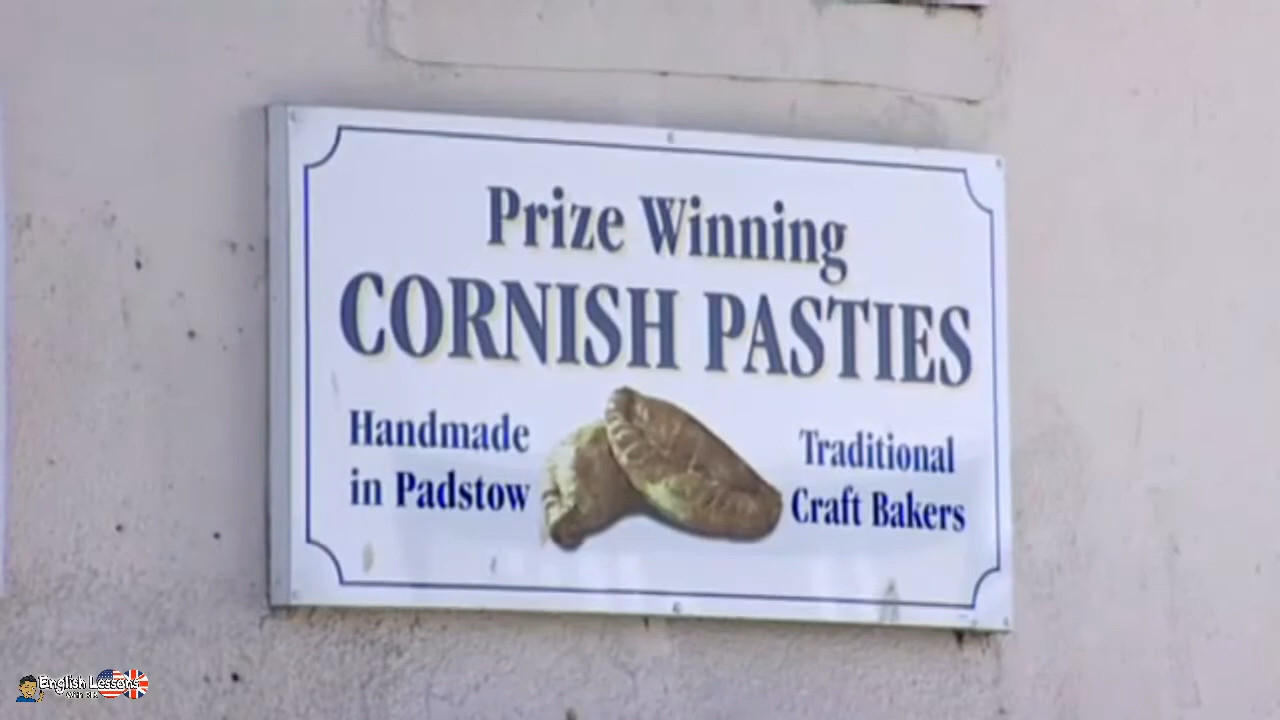 Prize Winning
CORNISH PASTIES
Handmade
in Padstow
Traditional
Craft Bakers
English Lessons